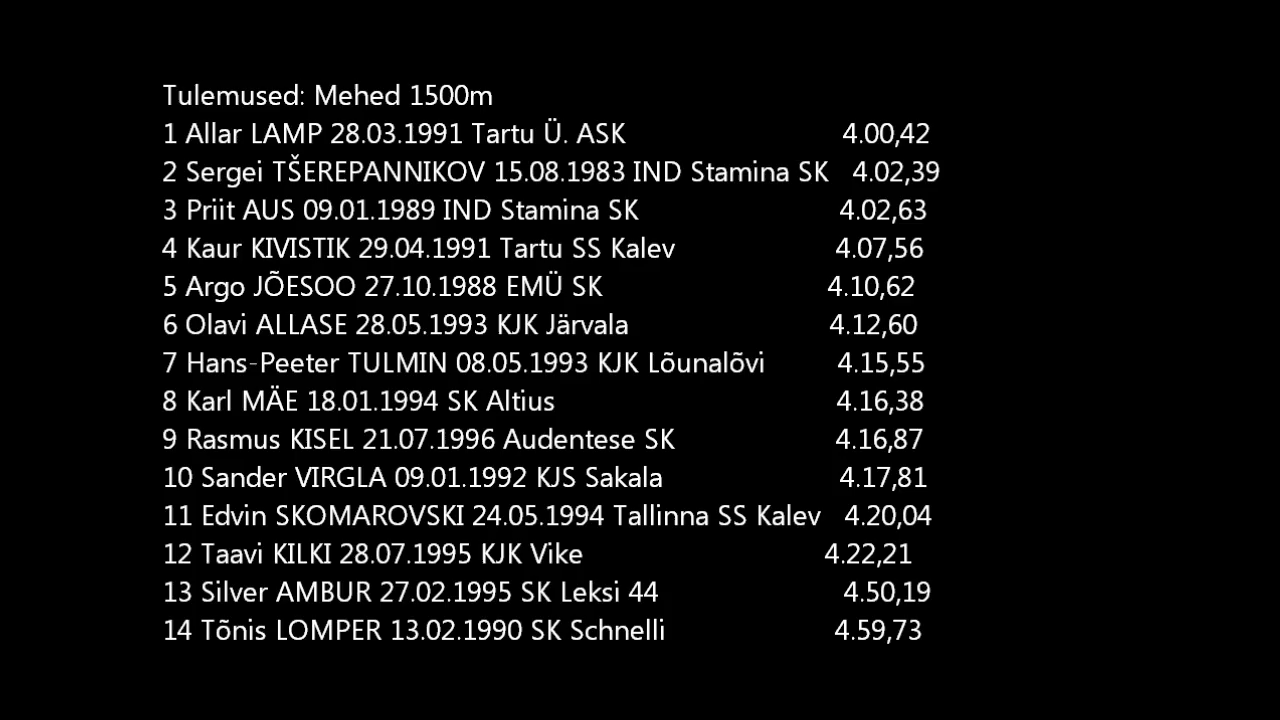 Tulemused: Mehed 1500m
1 Allar LAMP 28.03.1991 Tartu Ü. ASK 4.00,42
2 Sergei TŠEREPANNIKOV 15.08.1983 IND Stamina SK 4.02,39
3 Priit AUS 09.01.1989 IND Stamina SK 4.02,63
4 Kaur KIVISTIK 29.04.1991 Tartu SS Kalev 4.07,56
5 Argo JÕESOO 27.10.1988 EMÜ SK 4.10,62
6 Olavi ALLASE 28.05.1993 KJK Järvala 4.12,60
7 Hans-Peeter TULMIN 08.05.1993 KJK Lõunalõvi 4.15,55
8 Karl MÄE 18.01.1994 SK Altius 4.16,38
9 Rasmus KISEL 21.07.1996 Audentese SK 4.16,87
10 Sander VIRGLA 09.01.1992 KJS Sakala 4.17,81
11 Edvin SKOMAROVSKI 24.05.1994 Tallinna SS Kalev 4.20,04
12 Taavi KILKI 28.07.1995 KJK Vike 4.22,21
13 Silver AMBUR 27.02.1995 SK Leksi 44 4.50,19
14 Tõnis LOMPER 13.02.1990 SK Schnelli 4.59,73